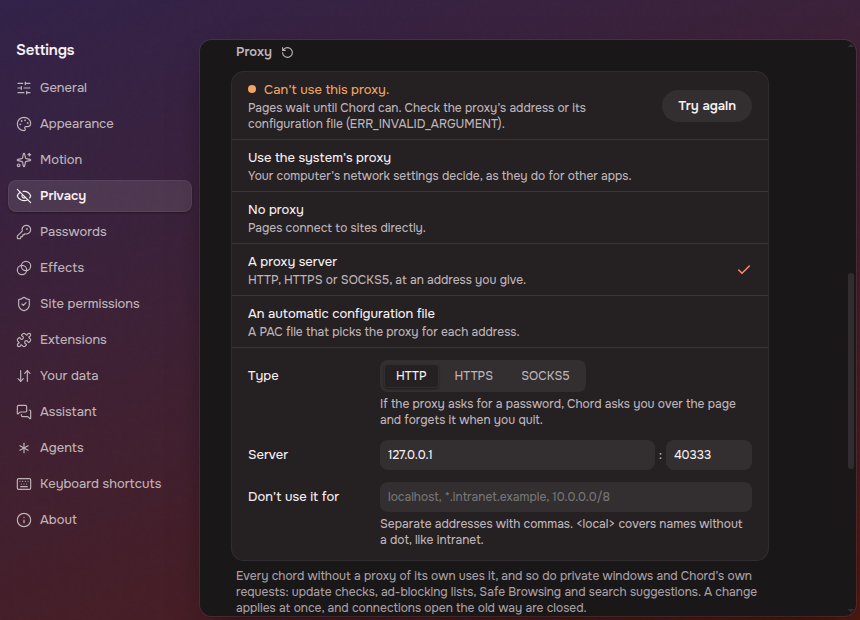 Settings
General
Appearance
Motion
Privacy
Passwords
Effects
Site permissions
Extensions
Your data
Assistant
Agents
Keyboard shortcuts
About
Proxy
Can't use this proxy.
Pages wait until Chord can. Check the proxy's address or its
configuration file (ERR_INVALID_ARGUMENT).
Try again
Use the system's proxy
Your computer's network settings decide, as they do for other apps.
No proxy
Pages connect to sites directly.
A proxy server
HTTP, HTTPS or SOCKS5, at an address you give.
An automatic configuration file
A PAC file that picks the proxy for each address.
Type HTTP HTTPS SOCKS5
If the proxy asks for a password, Chord asks you over the page
and forgets it when you quit.
Server 127.0.0.1 : 40333
Don't use it for localhost, *.intranet.example, 10.0.0.0/8
Separate addresses with commas. <local> covers names without
a dot, like intranet.
Every chord without a proxy of its own uses it, and so do private windows and Chord's own
requests: update checks, ad-blocking lists, Safe Browsing and search suggestions. A change
applies at once, and connections open the old way are closed.